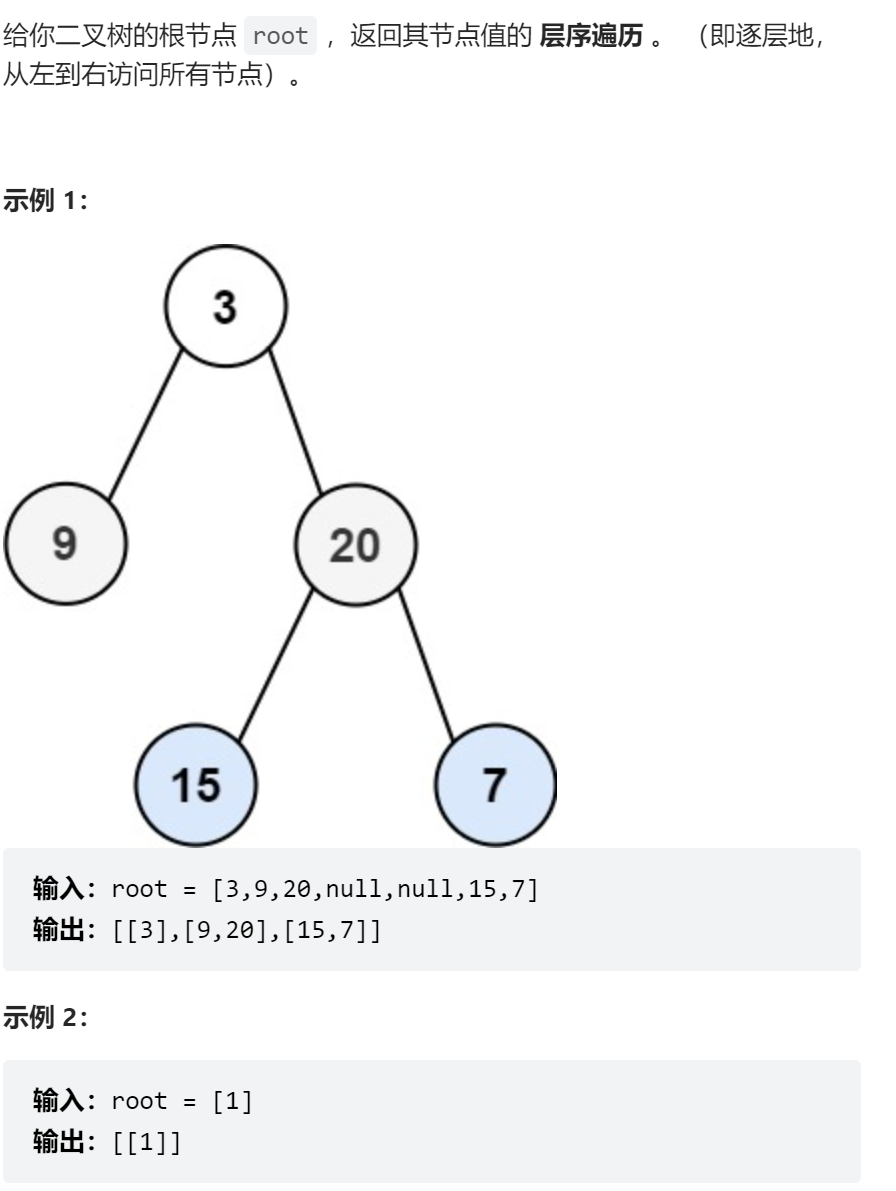 给你二叉树的根节点 root ，返回其节点值的 层序遍历 。 （即逐层地，
从左到右访问所有节点）。
示例 1：
3
9
20
15
7
输入：root = [3,9,20,null,null,15,7]
输出：[[3],[9,20],[15,7]]
示例 2：
输入：root = [1]
输出：[[1]]